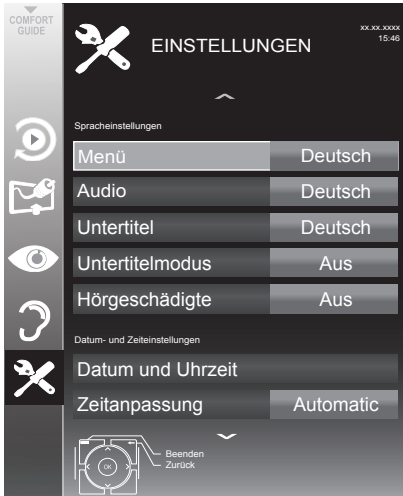 COMFORT
GUIDE
EINSTELLUNGEN
xx.xx.xxxx
15:46
Spracheinstellungen
Menü Deutsch
Audio Deutsch
Untertitel Deutsch
Untertitelmodus Aus
Hörgeschädigte Aus
Datum- und Zeiteinstellungen
Datum und Uhrzeit
Zeitanpassung Automatic
OK
Beenden
Zurück